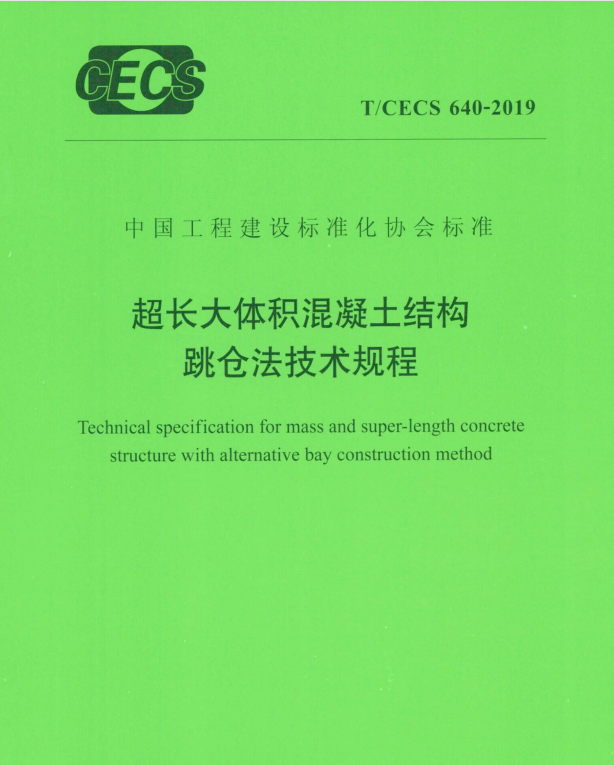 CECS
T/CECS 640-2019
中国工程建设标准化协会标准
超长大体积混凝土结构
跳仓法技术规程
Technical specification for mass and super-length concrete
structure with alternative bay construction method